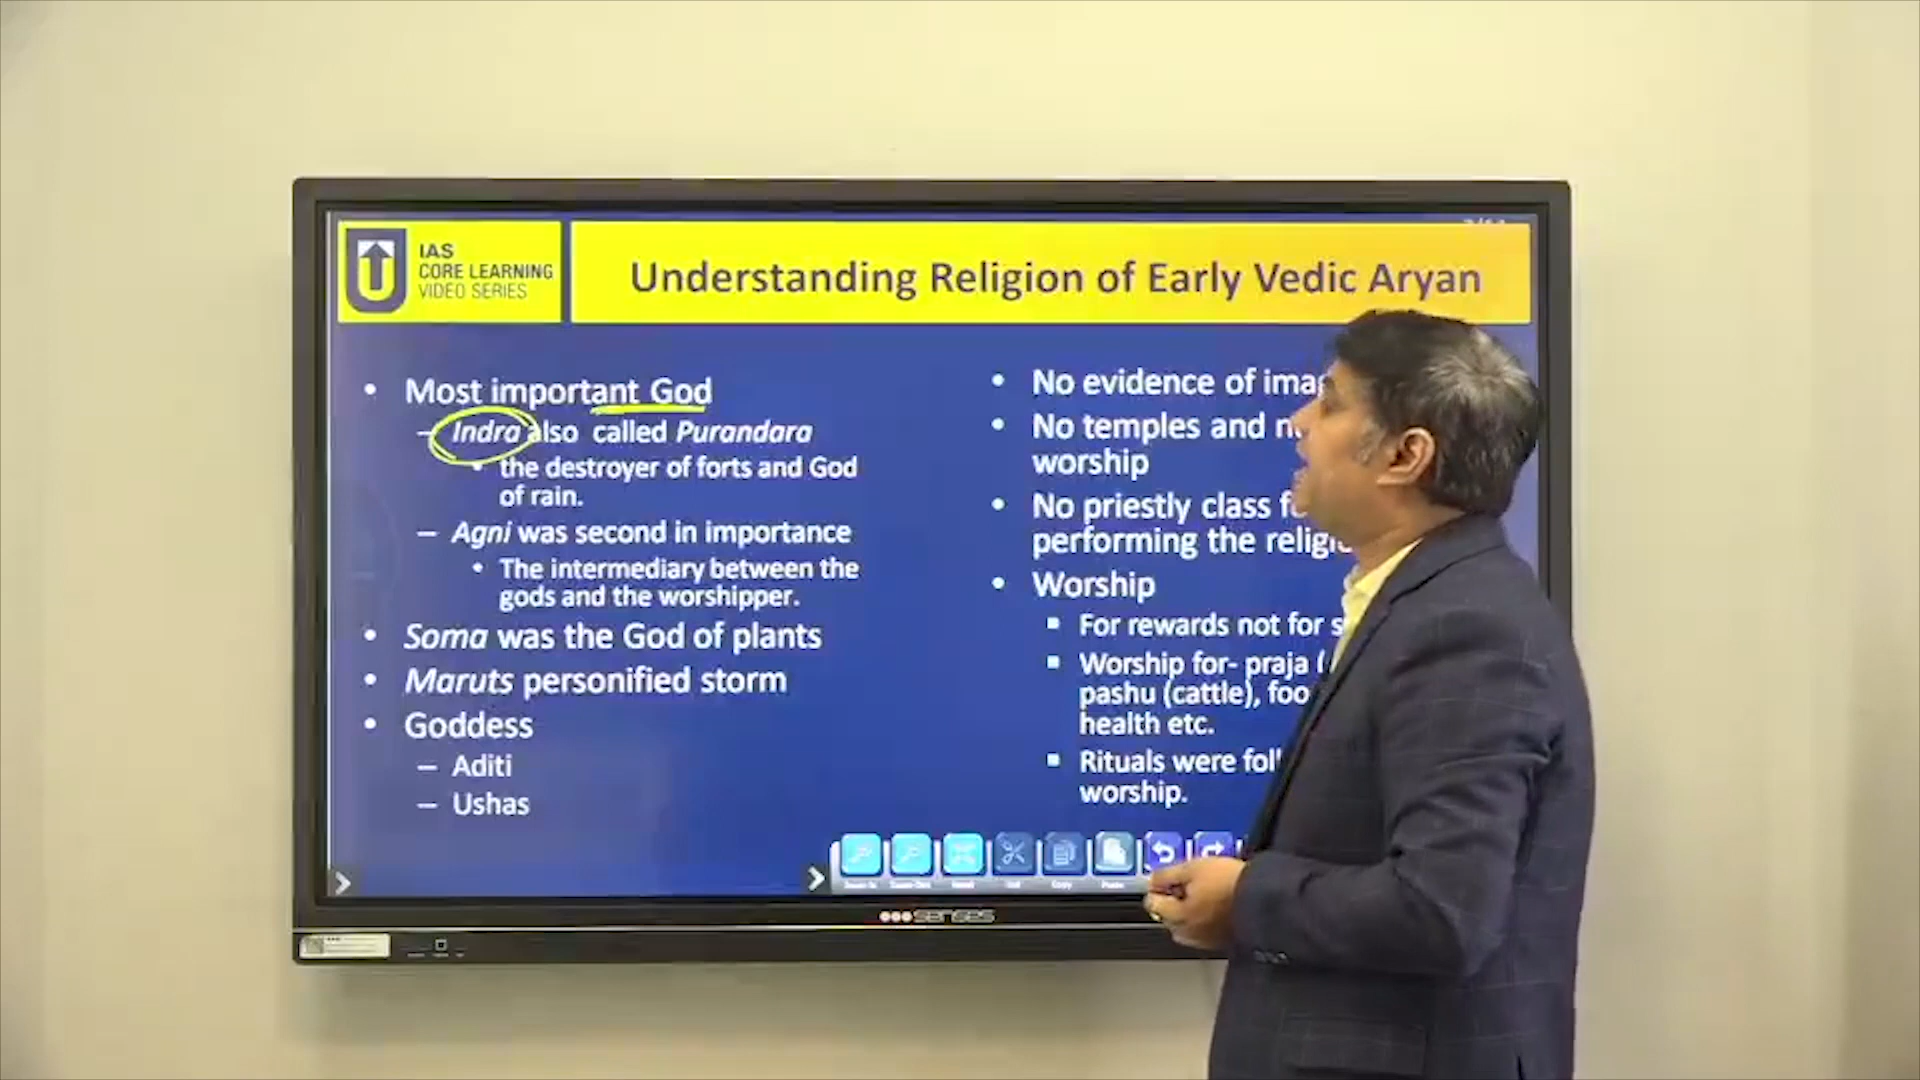 IAS
CORE LEARNING
VIDEO SERIES
Understanding Religion of Early Vedic Aryan
• Most important God
– Indra also called Purandara
• the destroyer of forts and God
of rain.
– Agni was second in importance
• The intermediary between the
gods and the worshipper.
• Soma was the God of plants
• Maruts personified storm
• Goddess
– Aditi
– Ushas
• No evidence of
• No temples and
worship
• No priestly class
performing the
• Worship
▪ For rewards not for
▪ Worship for- praja (
pashu (cattle),
health etc.
▪ Rituals were
worship.
Copy
Paste
senses